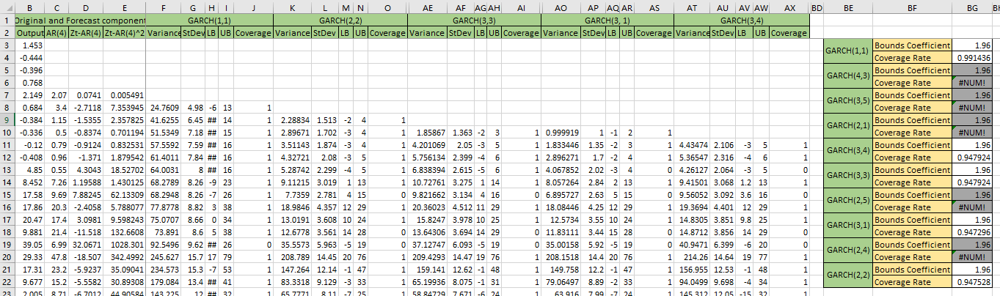 B C D E F G H I J K L M N O AE AF AG AH AI AO AP AQ AR AS AT AU AV AW AX BD BE BF BG
1 Original and Forecast component GARCH(1,1) GARCH(2,2) GARCH(3,3) GARCH(3, 1) GARCH(3,4)
2 Output AR(4) Zt-AR(4) Zt-AR(4)^2 Variance StDev LB UB Coverage Variance StDev LB UB Coverage Variance StDev LB UB Coverage Variance StDev LB UB Coverage Variance StDev LB UB Coverage
3 1.453 GARCH(1,1) Bounds Coefficient 1.96
4 -0.444 Coverage Rate 0.991436
5 -0.396 GARCH(4,3) Bounds Coefficient 1.96
6 0.768 Coverage Rate #NUM!
7 2.149 2.07 0.0741 0.005491 GARCH(3,5) Bounds Coefficient 1.96
8 0.684 3.4 -2.7118 7.353945 24.7609 4.98 -6 13 1 Coverage Rate #NUM!
9 -0.384 1.15 -1.5355 2.357825 41.6255 6.45 ## 14 1 2.28834 1.513 -2 4 1 GARCH(2,1) Bounds Coefficient 1.96
10 -0.336 0.5 -0.8374 0.701194 51.5349 7.18 ## 15 1 2.89671 1.702 -3 4 1 1.85867 1.363 -2 3 1 0.999919 1 -1 2 1 Coverage Rate #NUM!
11 -0.12 0.79 -0.9124 0.832531 57.5592 7.59 ## 16 1 3.51143 1.874 -3 4 1 4.201069 2.05 -3 5 1 1.833446 1.35 -2 3 1 4.43474 2.106 -3 5 1 GARCH(3,4) Bounds Coefficient 1.96
12 -0.408 0.96 -1.371 1.879542 61.4011 7.84 ## 16 1 4.32721 2.08 -3 5 1 5.756134 2.399 -4 6 1 2.896271 1.7 -2 4 1 5.36547 2.316 -4 6 1 Coverage Rate 0.947924
13 4.85 0.55 4.3043 18.52702 64.0031 8 ## 16 1 5.28742 2.299 -4 5 1 6.838394 2.615 -5 6 1 4.067852 2.02 -3 4 0 4.26127 2.064 -3 5 0 GARCH(3,3) Bounds Coefficient 1.96
14 8.452 7.26 1.19588 1.430125 68.2789 8.26 -9 23 1 9.11215 3.019 1 13 1 10.72761 3.275 1 14 1 8.057264 2.84 2 13 1 9.41501 3.068 1.2 13 1 Coverage Rate 0.947924
15 17.58 9.69 7.88245 62.13309 68.2948 8.26 -7 26 1 7.7359 2.781 4 15 0 9.821662 3.134 4 16 0 6.895727 2.63 5 15 0 9.56052 3.092 3.6 16 0 GARCH(2,5) Bounds Coefficient 1.96
16 17.86 20.3 -2.4058 5.788077 77.8778 8.82 3 38 1 18.9846 4.357 12 29 1 20.36023 4.512 11 29 1 18.08446 4.25 12 29 1 19.3694 4.401 12 29 1 Coverage Rate #NUM!
17 20.47 17.4 3.0981 9.598243 75.0707 8.66 0 34 1 13.0191 3.608 10 24 1 15.8247 3.978 10 25 1 12.5734 3.55 10 24 1 14.8305 3.851 9.8 25 1 GARCH(3,1) Bounds Coefficient 1.96
18 9.881 21.4 -11.518 132.6608 73.891 8.6 5 38 1 12.6778 3.561 14 28 0 13.64306 3.694 14 29 0 11.83111 3.44 15 28 0 14.8712 3.856 14 29 0 Coverage Rate 0.947296
19 39.05 6.99 32.0671 1028.301 92.5496 9.62 ## 26 0 35.5573 5.963 -5 19 0 37.12747 6.093 -5 19 0 35.00158 5.92 -5 19 0 40.9471 6.399 -6 20 0 GARCH(2,4) Bounds Coefficient 1.96
20 29.33 47.8 -18.507 342.4992 245.627 15.7 17 79 1 208.789 14.45 20 76 1 209.4293 14.47 19 76 1 208.1518 14.4 20 76 1 214.26 14.64 19 77 1 Coverage Rate #NUM!
21 17.31 23.2 -5.9237 35.09041 234.573 15.3 -7 53 1 147.264 12.14 -1 47 1 159.141 12.62 -1 48 1 149.758 12.2 -1 47 1 156.955 12.53 -1 48 1 GARCH(2,2) Bounds Coefficient 1.96
22 9.677 15.2 -5.5582 30.89308 179.084 13.4 ## 41 1 83.3318 9.129 -3 33 1 65.19936 8.075 -1 31 1 79.06497 8.89 -2 33 1 94.0499 9.698 -4 34 1 Coverage Rate 0.947528
23 2.005 8.71 -6.7012 44.90584 143.225 12 ## 32 1 65.7771 8.11 -7 25 1 58.84729 7.671 -6 24 1 63.916 7.99 -7 24 1 145.312 12.05 -15 32 1